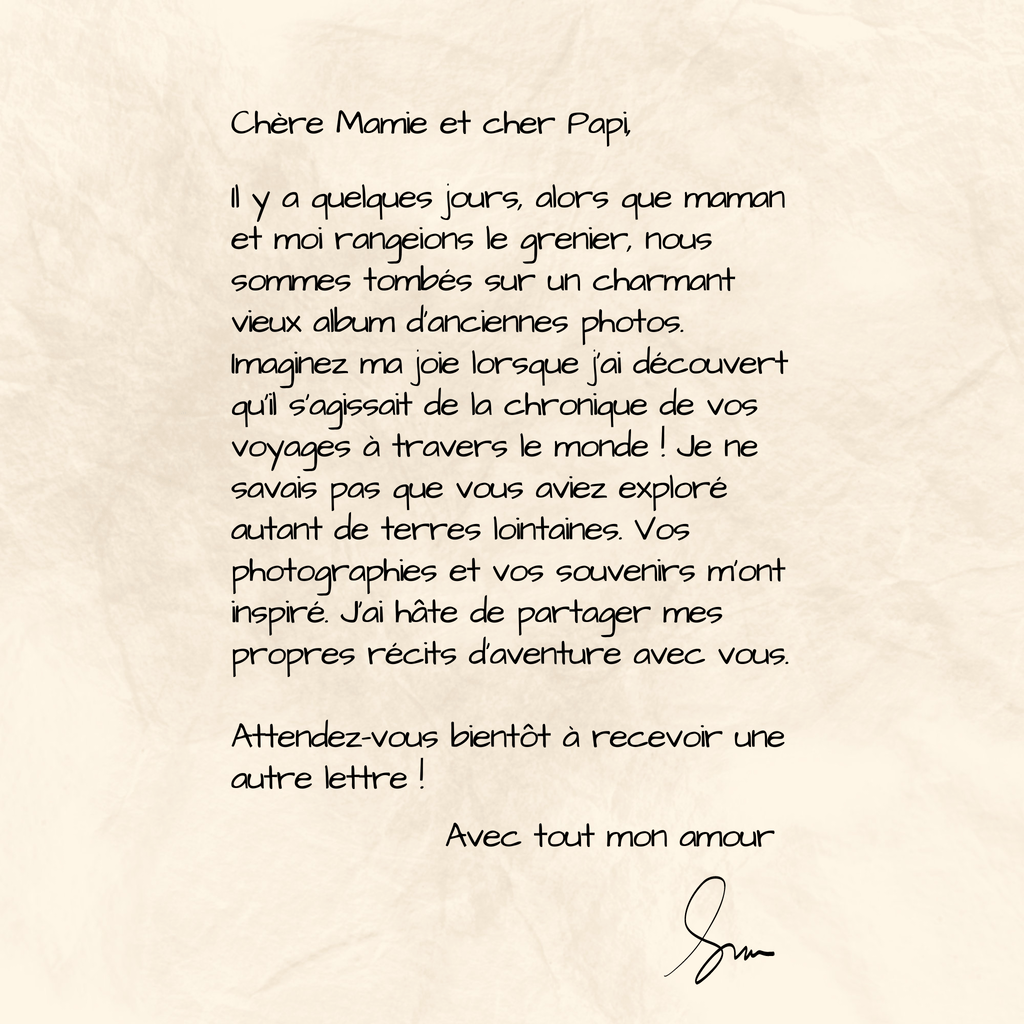 Chère Mamie et cher Papi,
Il y a quelques jours, alors que maman
et moi rangeions le grenier, nous
sommes tombés sur un charmant
vieux album d'anciennes photos.
Imaginez ma joie lorsque j'ai découvert
qu'il s'agissait de la chronique de vos
voyages à travers le monde ! Je ne
savais pas que vous aviez exploré
autant de terres lointaines. Vos
photographies et vos souvenirs m'ont
inspiré. J'ai hâte de partager mes
propres récits d'aventure avec vous.
Attendez-vous bientôt à recevoir une
autre lettre !
Avec tout mon amour